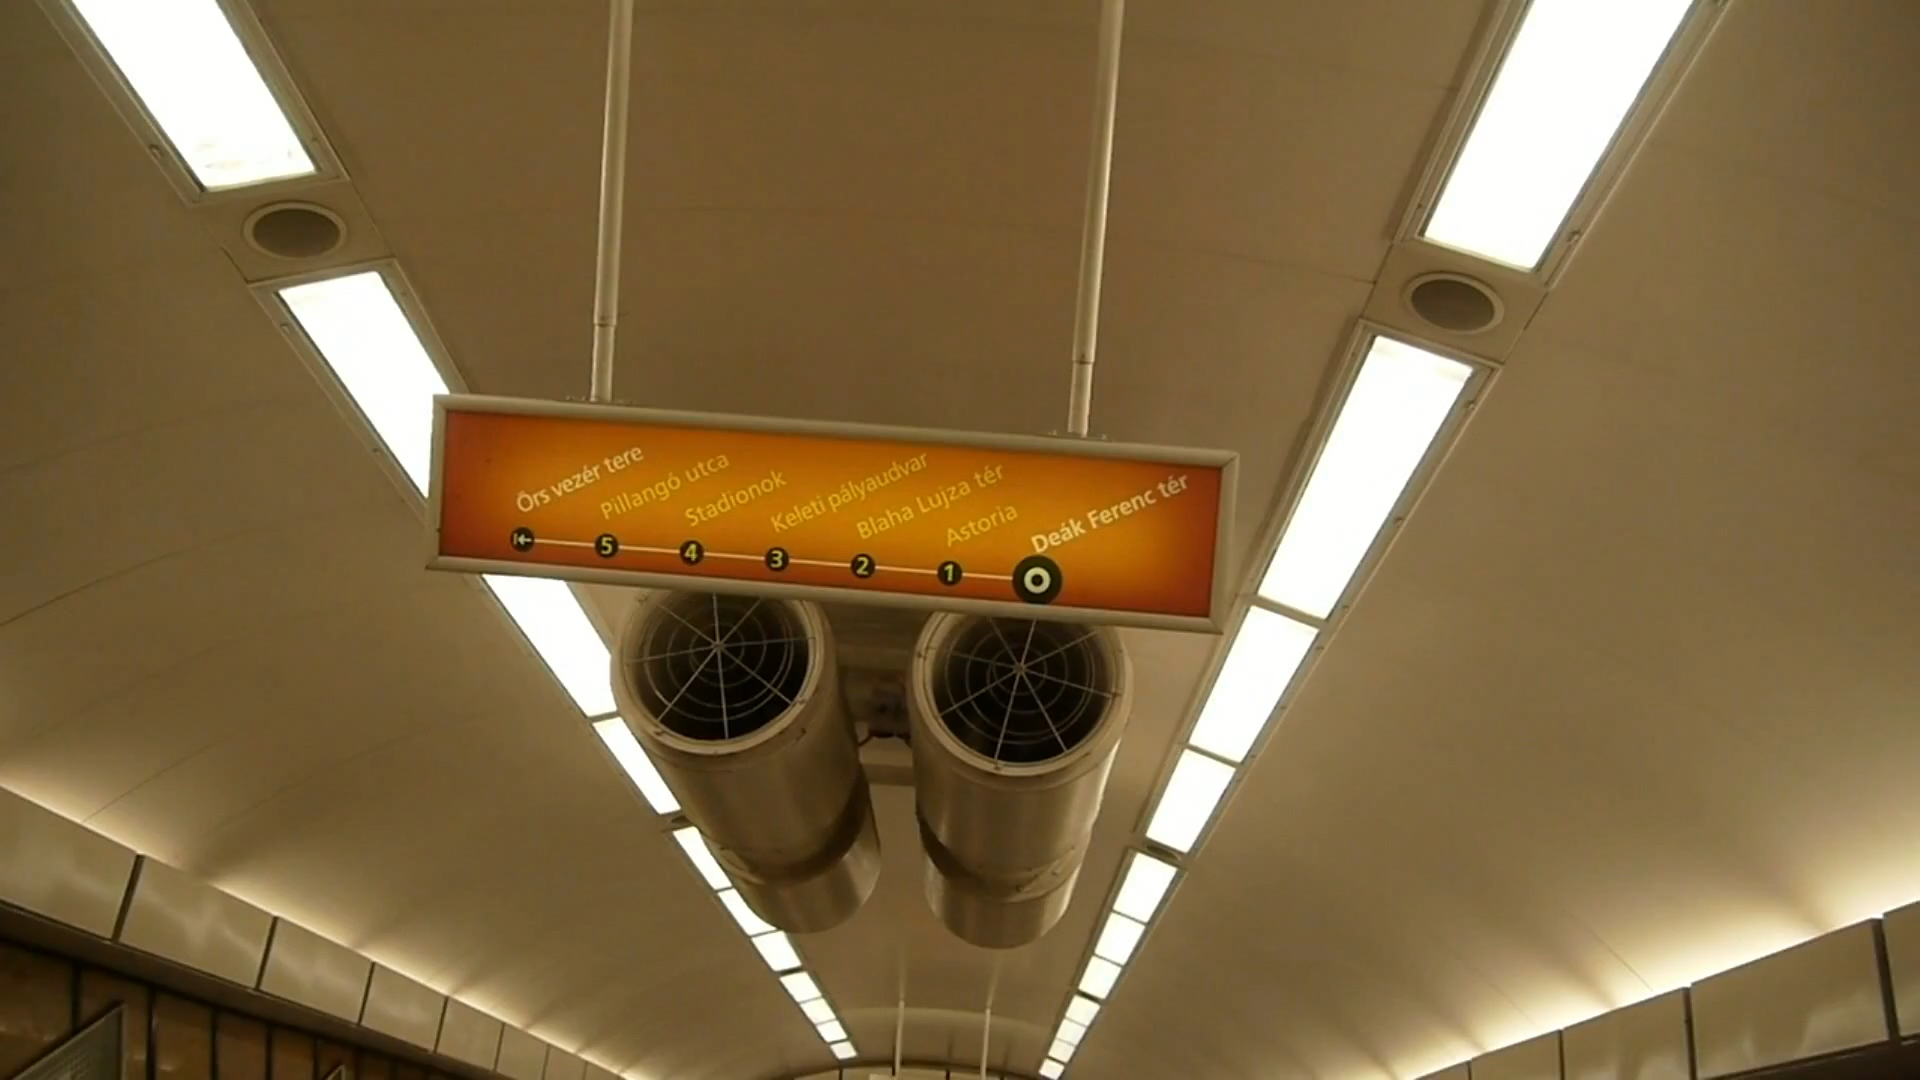 Örs vezér tere
Pillangó utca
Stadionok
Keleti pályaudvar
Blaha Lujza tér
Astoria
Deák Ferenc tér
5 4 3 2 1